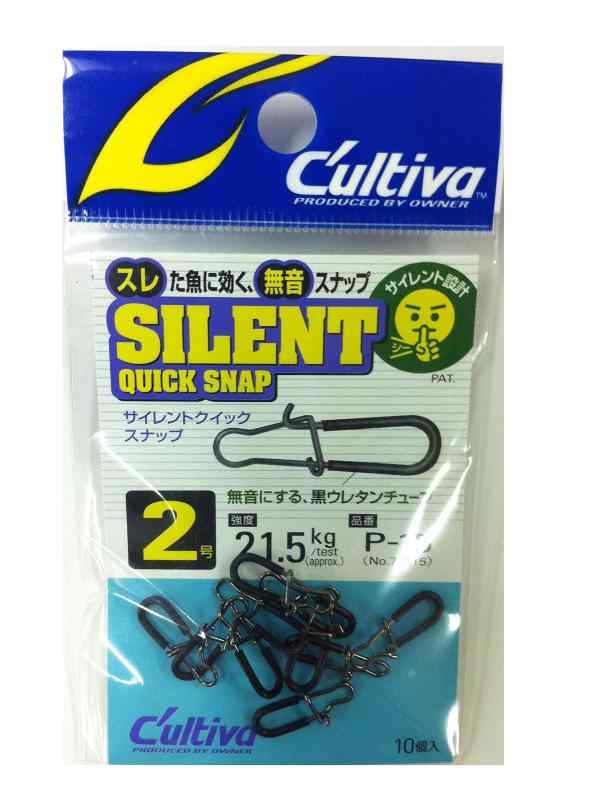 C'ultiva™
PRODUCED BY OWNER
スレた魚に効く、無音スナップ
サイレント設計
シー
SILENT
QUICK SNAP
PAT.
サイレントクイック
スナップ
無音にする、黒ウレタンチューブ
2号
強度
21.5kg
/test
(approx.)
品番
C'ultiva
PRODUCED BY OWNER
10個入